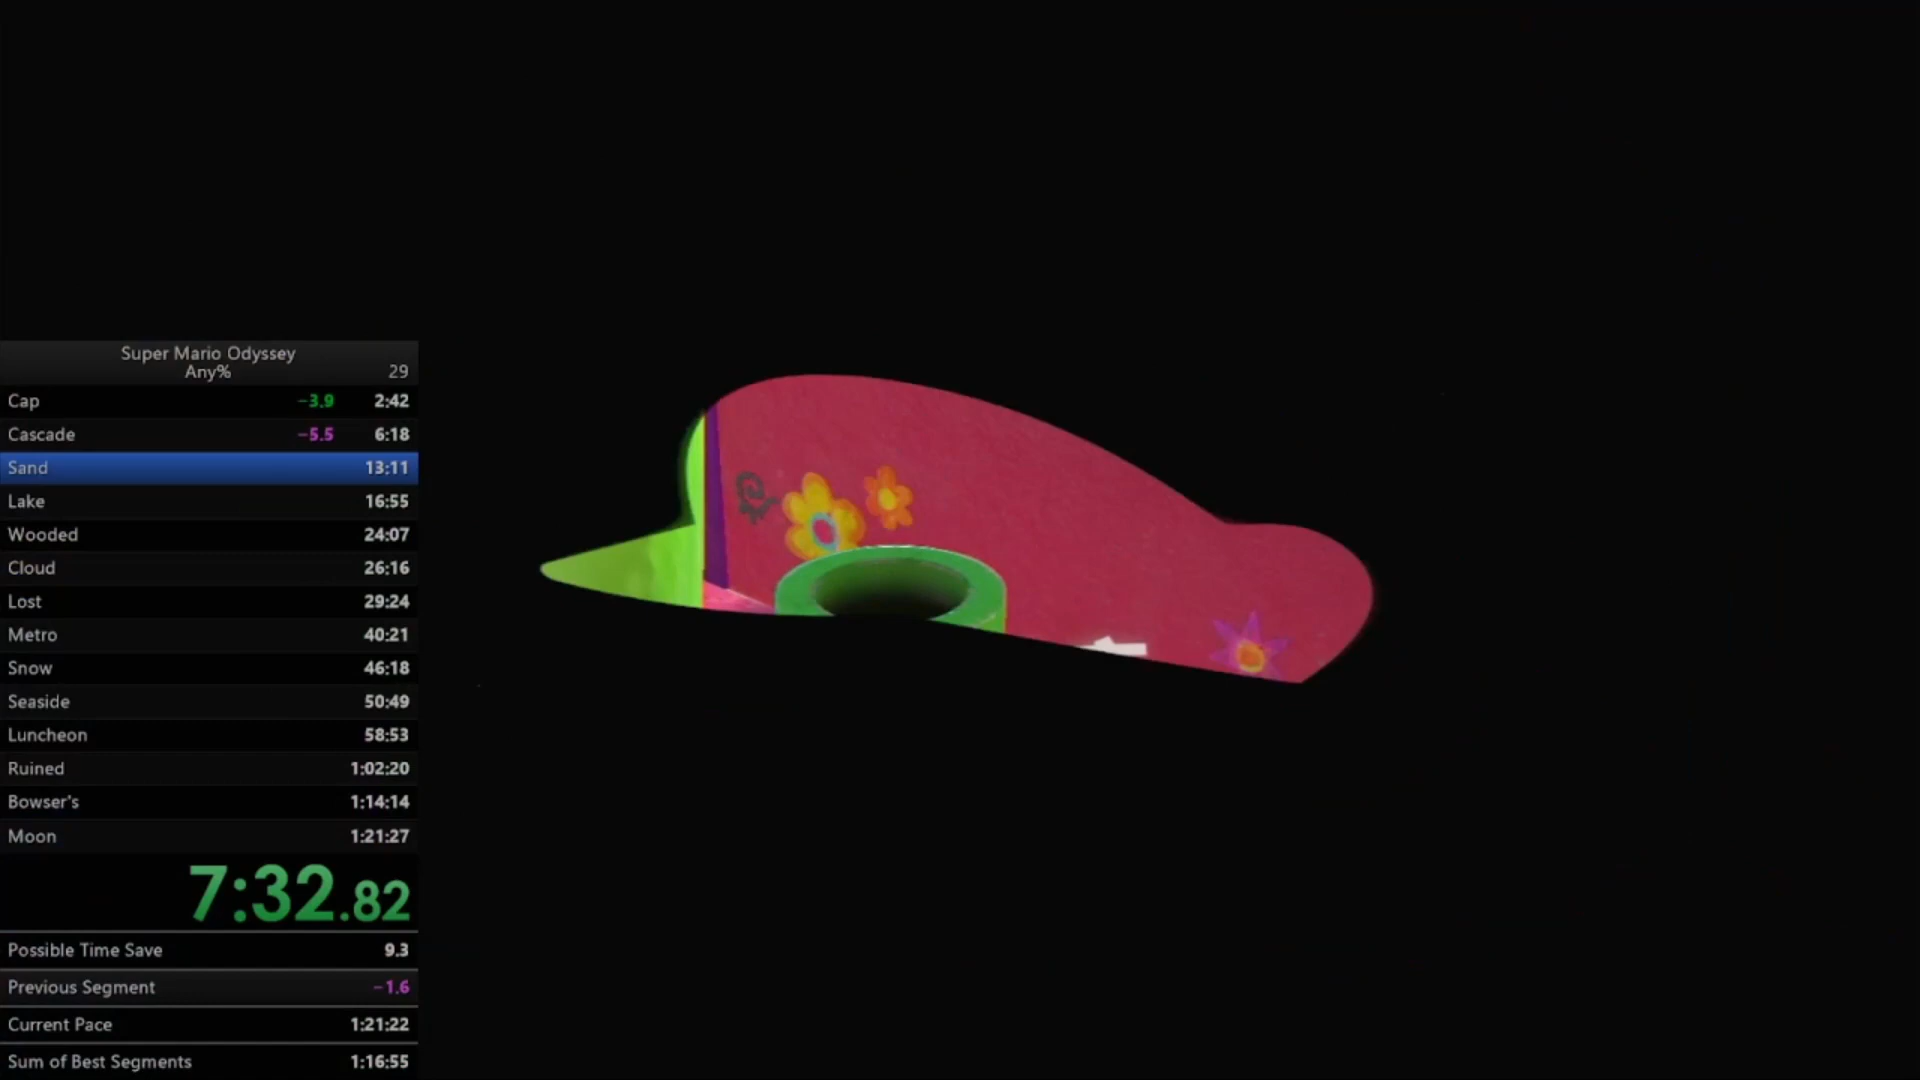 Super Mario Odyssey
Any% 29
Cap −3.9 2:42
Cascade −5.5 6:18
Sand 13:11
Lake 16:55
Wooded 24:07
Cloud 26:16
Lost 29:24
Metro 40:21
Snow 46:18
Seaside 50:49
Luncheon 58:53
Ruined 1:02:20
Bowser's 1:14:14
Moon 1:21:27
7:32.82
Possible Time Save 9.3
Previous Segment −1.6
Current Pace 1:21:22
Sum of Best Segments 1:16:55